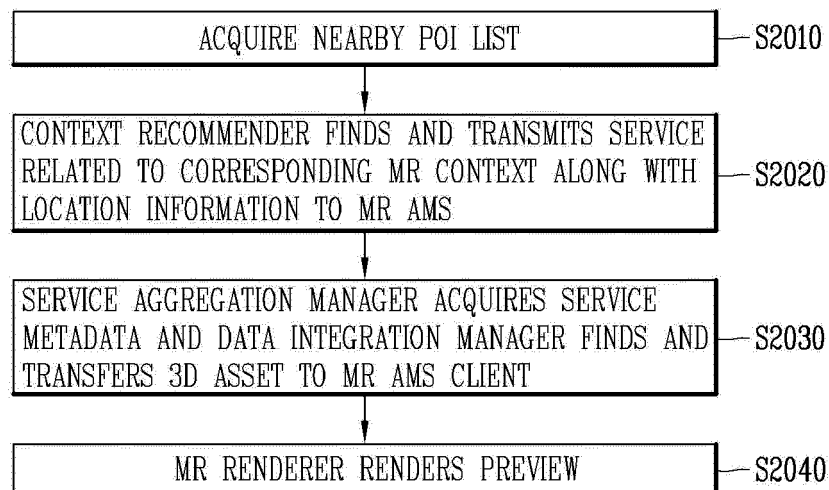 ACQUIRE NEARBY POI LIST
S2010
CONTEXT RECOMMENDER FINDS AND TRANSMITS SERVICE
RELATED TO CORRESPONDING MR CONTEXT ALONG WITH
LOCATION INFORMATION TO MR AMS
S2020
SERVICE AGGREGATION MANAGER ACQUIRES SERVICE
METADATA AND DATA INTEGRATION MANAGER FINDS AND
TRANSFERS 3D ASSET TO MR AMS CLIENT
S2030
MR RENDERER RENDERS PREVIEW
S2040